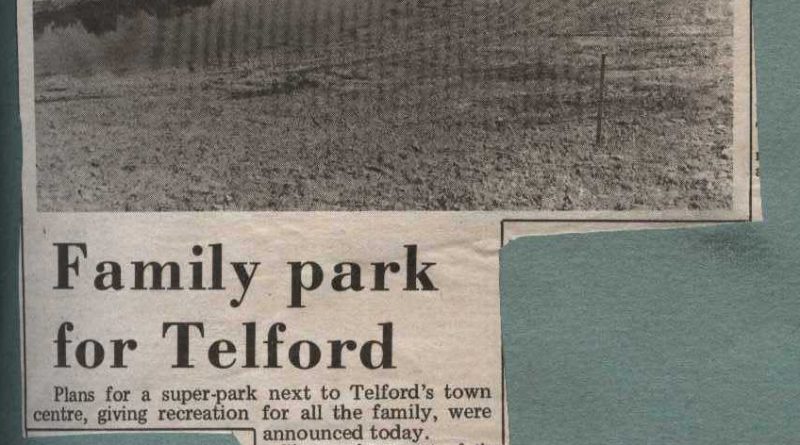 Family park
for Telford
Plans for a super-park next to Telford's town
centre, giving recreation for all the family, were
announced today.